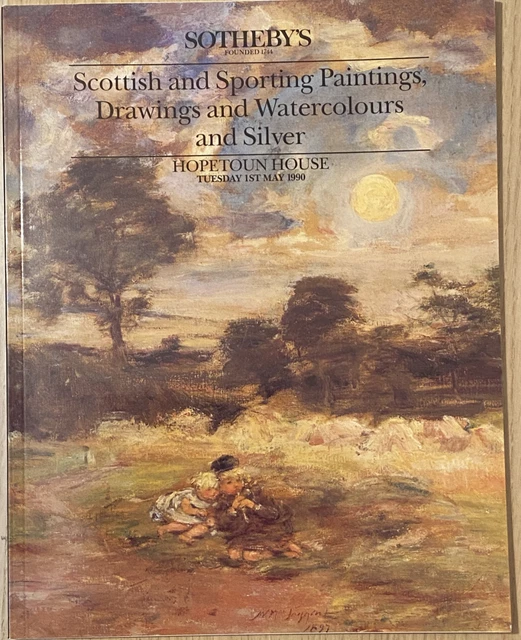 SOTHEBY'S
FOUNDED 1744
Scottish and Sporting Paintings,
Drawings and Watercolours
and Silver
HOPETOUN HOUSE
TUESDAY 1ST MAY 1990